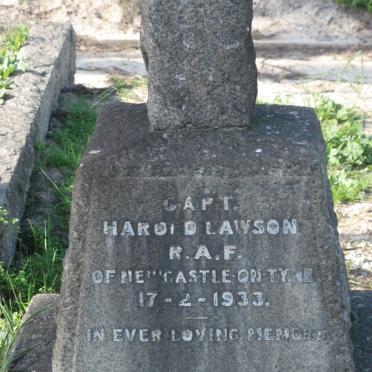 CAPT.
HAROLD LAWSON
R.A.F.
OF NEWCASTLE-ON-TYNE
17-2-1933.
IN EVER LOVING MEMORY